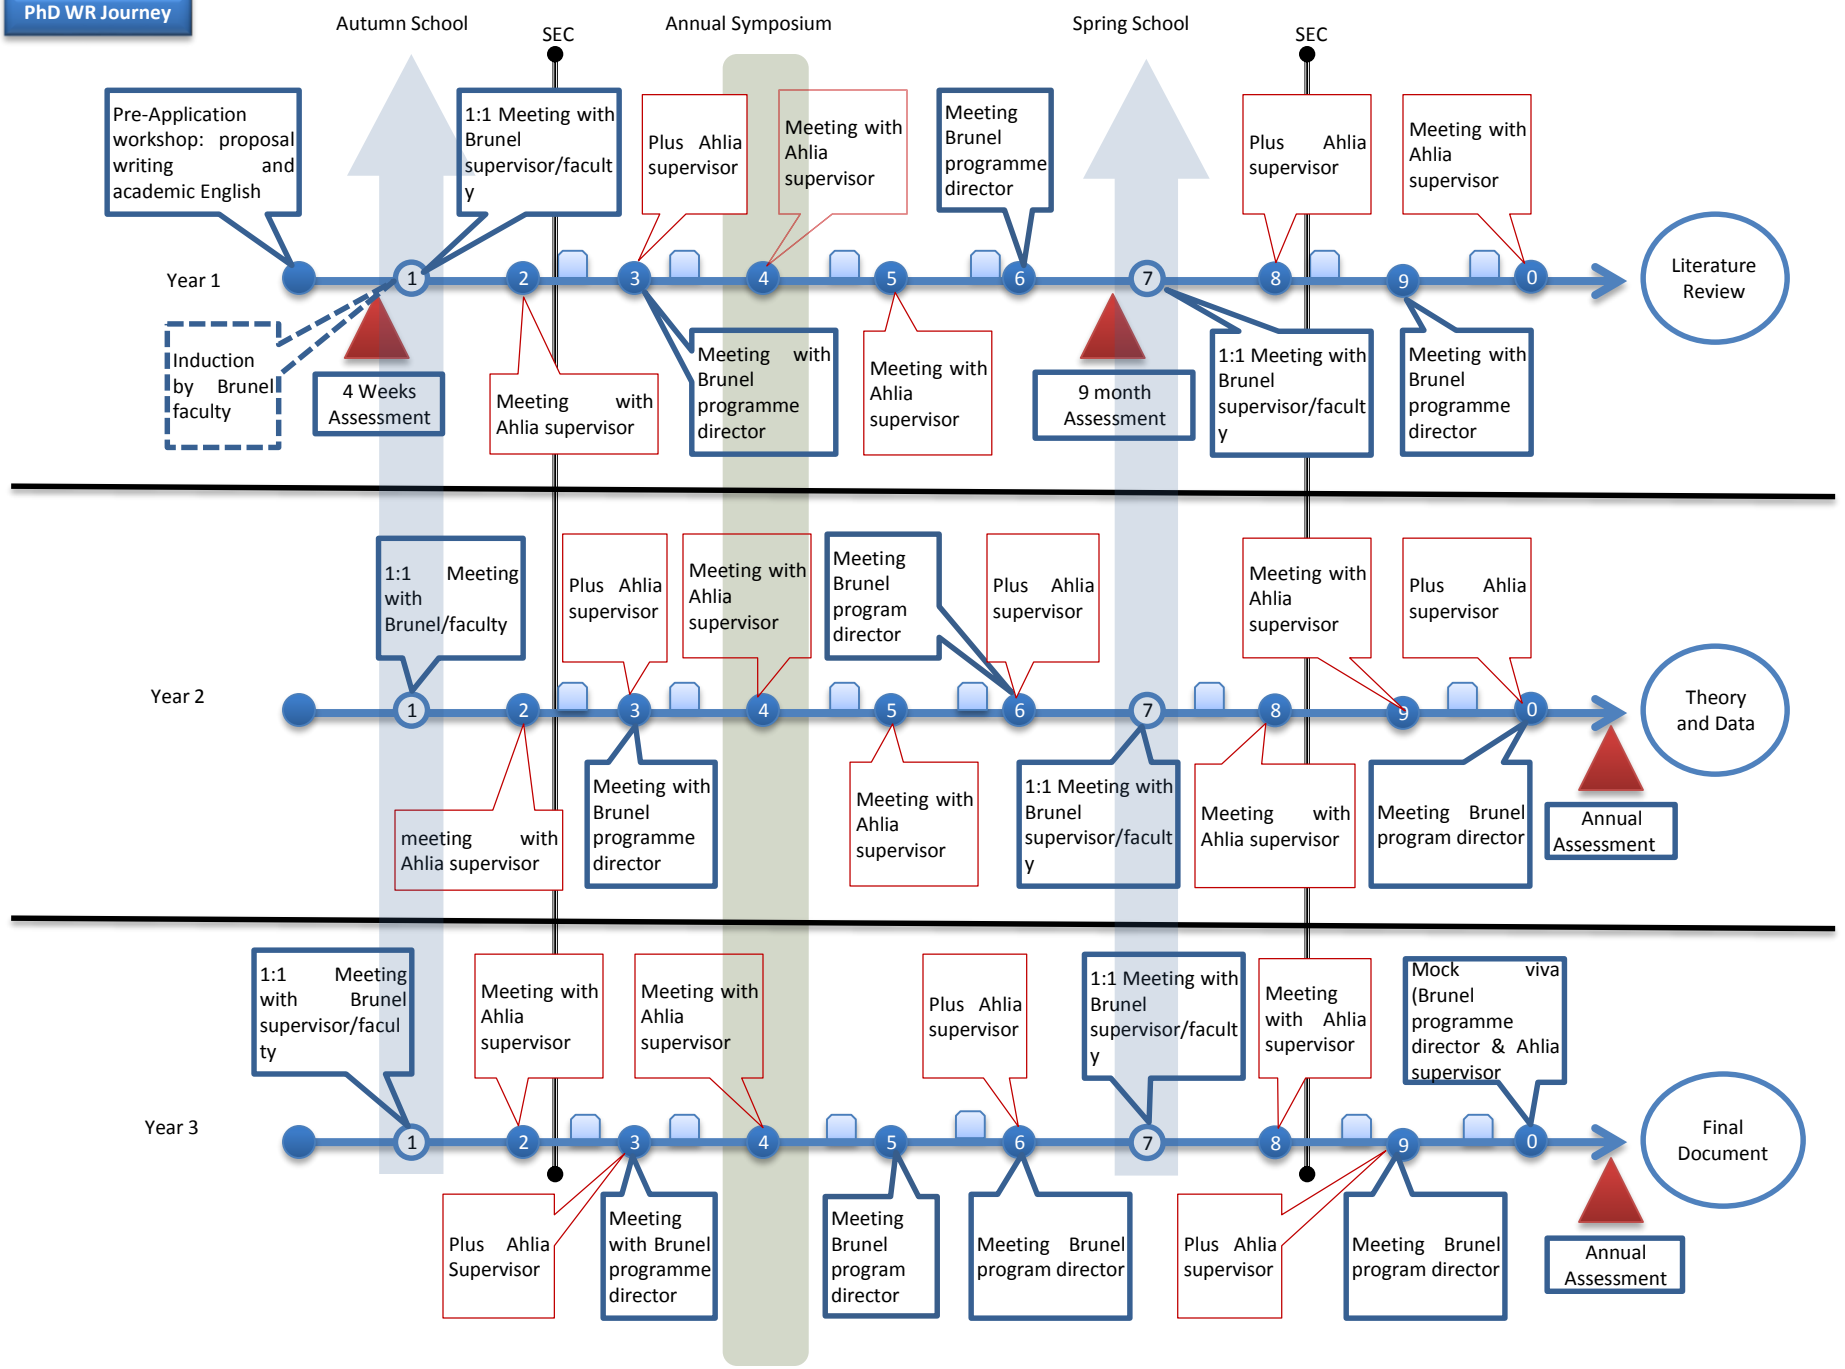 PhD WR Journey
Autumn School
SEC
Annual Symposium
Spring School
SEC
Pre-Application
workshop: proposal
writing and
academic English
1:1 Meeting with
Brunel
supervisor/facult
y
Plus Ahlia
supervisor
Meeting with
Ahlia
supervisor
Meeting
Brunel
programme
director
Plus Ahlia
supervisor
Meeting with
Ahlia
supervisor
Year 1
1
2
3
4
5
6
7
8
9
0
Literature
Review
Induction
by Brunel
faculty
4 Weeks
Assessment
Meeting with
Ahlia supervisor
Meeting with
Brunel
programme
director
Meeting with
Ahlia
supervisor
9 month
Assessment
1:1 Meeting with
Brunel
supervisor/facult
y
Meeting with
Brunel
programme
director
1:1 Meeting
with
Brunel/faculty
Plus Ahlia
supervisor
Meeting with
Ahlia
supervisor
Meeting
Brunel
program
director
Plus Ahlia
supervisor
Meeting with
Ahlia
supervisor
Plus Ahlia
supervisor
Year 2
1
2
3
4
5
6
7
8
9
0
Theory
and Data
meeting with
Ahlia supervisor
Meeting with
Brunel
programme
director
Meeting with
Ahlia
supervisor
1:1 Meeting with
Brunel
supervisor/facult
y
Meeting with
Ahlia supervisor
Meeting Brunel
program director
Annual
Assessment
1:1 Meeting
with Brunel
supervisor/facul
ty
Meeting with
Ahlia
supervisor
Meeting with
Ahlia
supervisor
Plus Ahlia
supervisor
1:1 Meeting with
Brunel
supervisor/facult
y
Meeting
with Ahlia
supervisor
Mock viva
(Brunel
programme
director & Ahlia
supervisor
Year 3
1
2
3
4
5
6
7
8
9
0
Final
Document
Plus Ahlia
Supervisor
Meeting
with Brunel
programme
director
Meeting
Brunel
program
director
Meeting Brunel
program director
Plus Ahlia
supervisor
Meeting Brunel
program director
Annual
Assessment